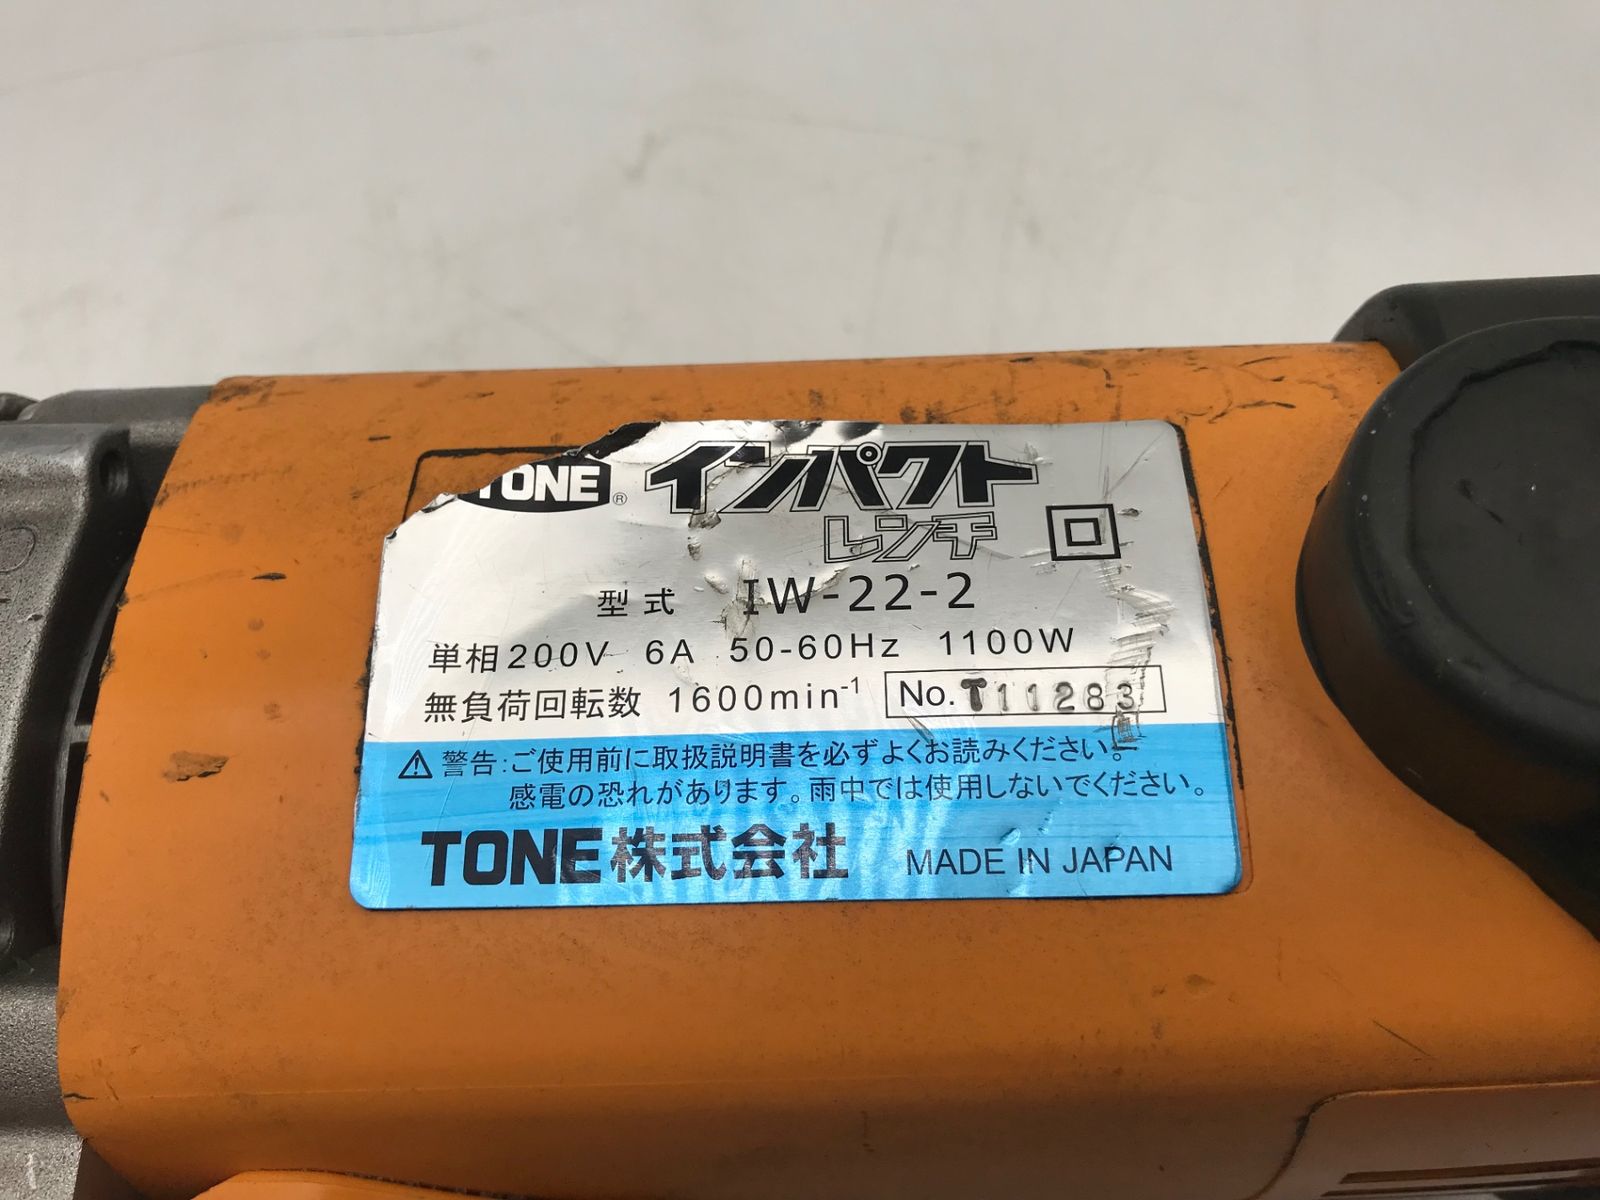 TONE ® インパクト
レンチ
型式 IW-22-2
単相200V 6A 50-60Hz 1100W
無負荷回転数 1600min⁻¹ No. T11283
警告:ご使用前に取扱説明書を必ずよくお読みください。
感電の恐れがあります。雨中では使用しないでください。
TONE株式会社 MADE IN JAPAN